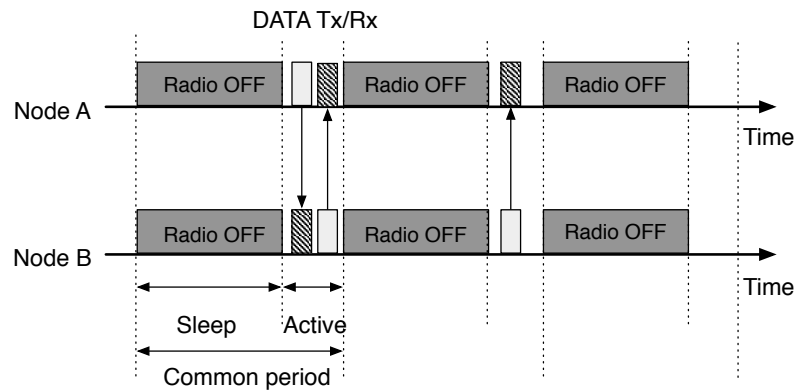 DATA Tx/Rx
Radio OFF
Radio OFF
Radio OFF
Node A
Time
Radio OFF
Radio OFF
Radio OFF
Node B
Time
Sleep
Active
Common period